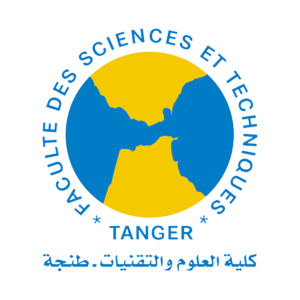 * FACULTE DES SCIENCES ET TECHNIQUES *
TANGER
كلية العلوم والتقنيات - طنجة